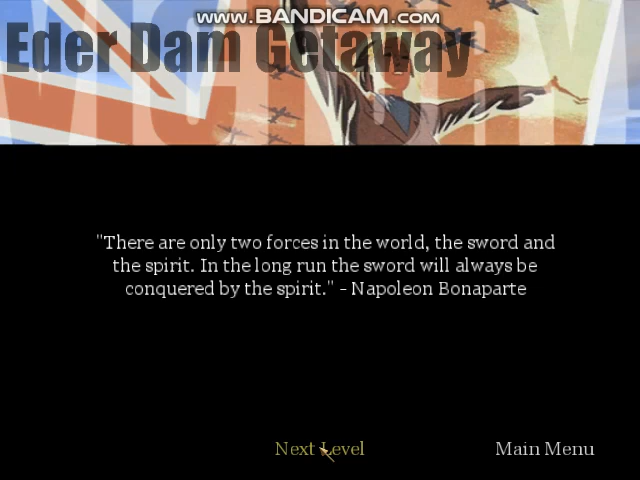 www.BANDICAM.com
VICTORY
Eder Dam Getaway
"There are only two forces in the world, the sword and
the spirit. In the long run the sword will always be
conquered by the spirit." - Napoleon Bonaparte
Next Level
Main Menu